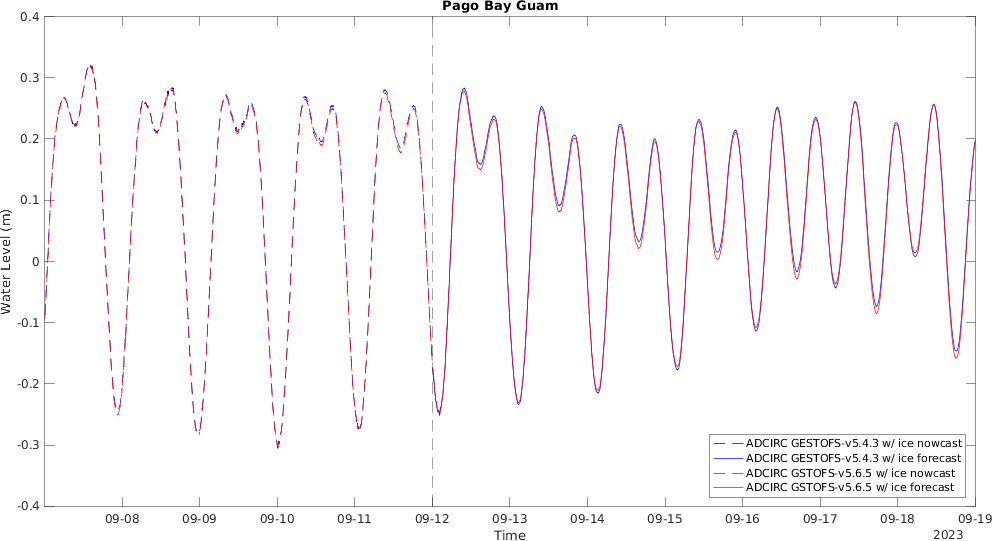 Pago Bay Guam
0.4
0.3
0.2
0.1
0
-0.1
-0.2
-0.3
-0.4
Water Level (m)
09-08 09-09 09-10 09-11 09-12 09-13 09-14 09-15 09-16 09-17 09-18 09-19
Time
2023
ADCIRC GESTOFS-v5.4.3 w/ ice nowcast
ADCIRC GESTOFS-v5.4.3 w/ ice forecast
ADCIRC GSTOFS-v5.6.5 w/ ice nowcast
ADCIRC GSTOFS-v5.6.5 w/ ice forecast